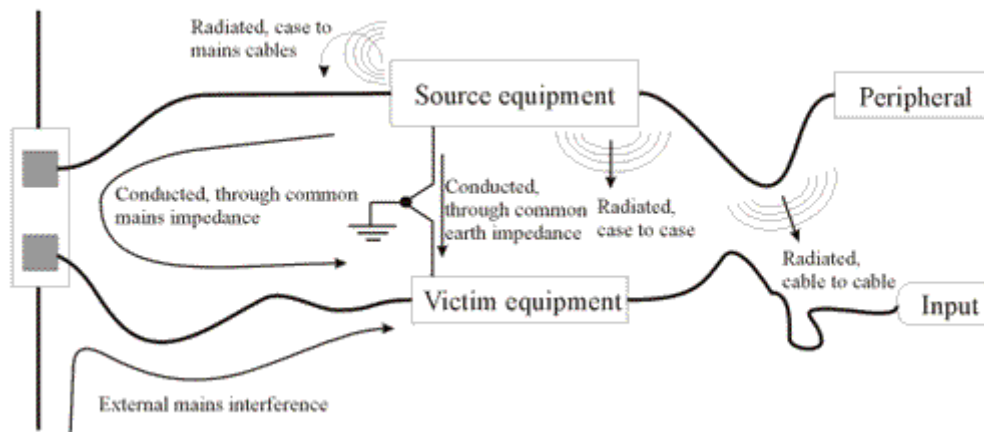 Radiated, case to
mains cables
Source equipment
Peripheral
Conducted, through common
mains impedance
Conducted,
through common
earth impedance
Radiated,
case to case
Radiated,
cable to cable
Victim equipment
Input
External mains interference